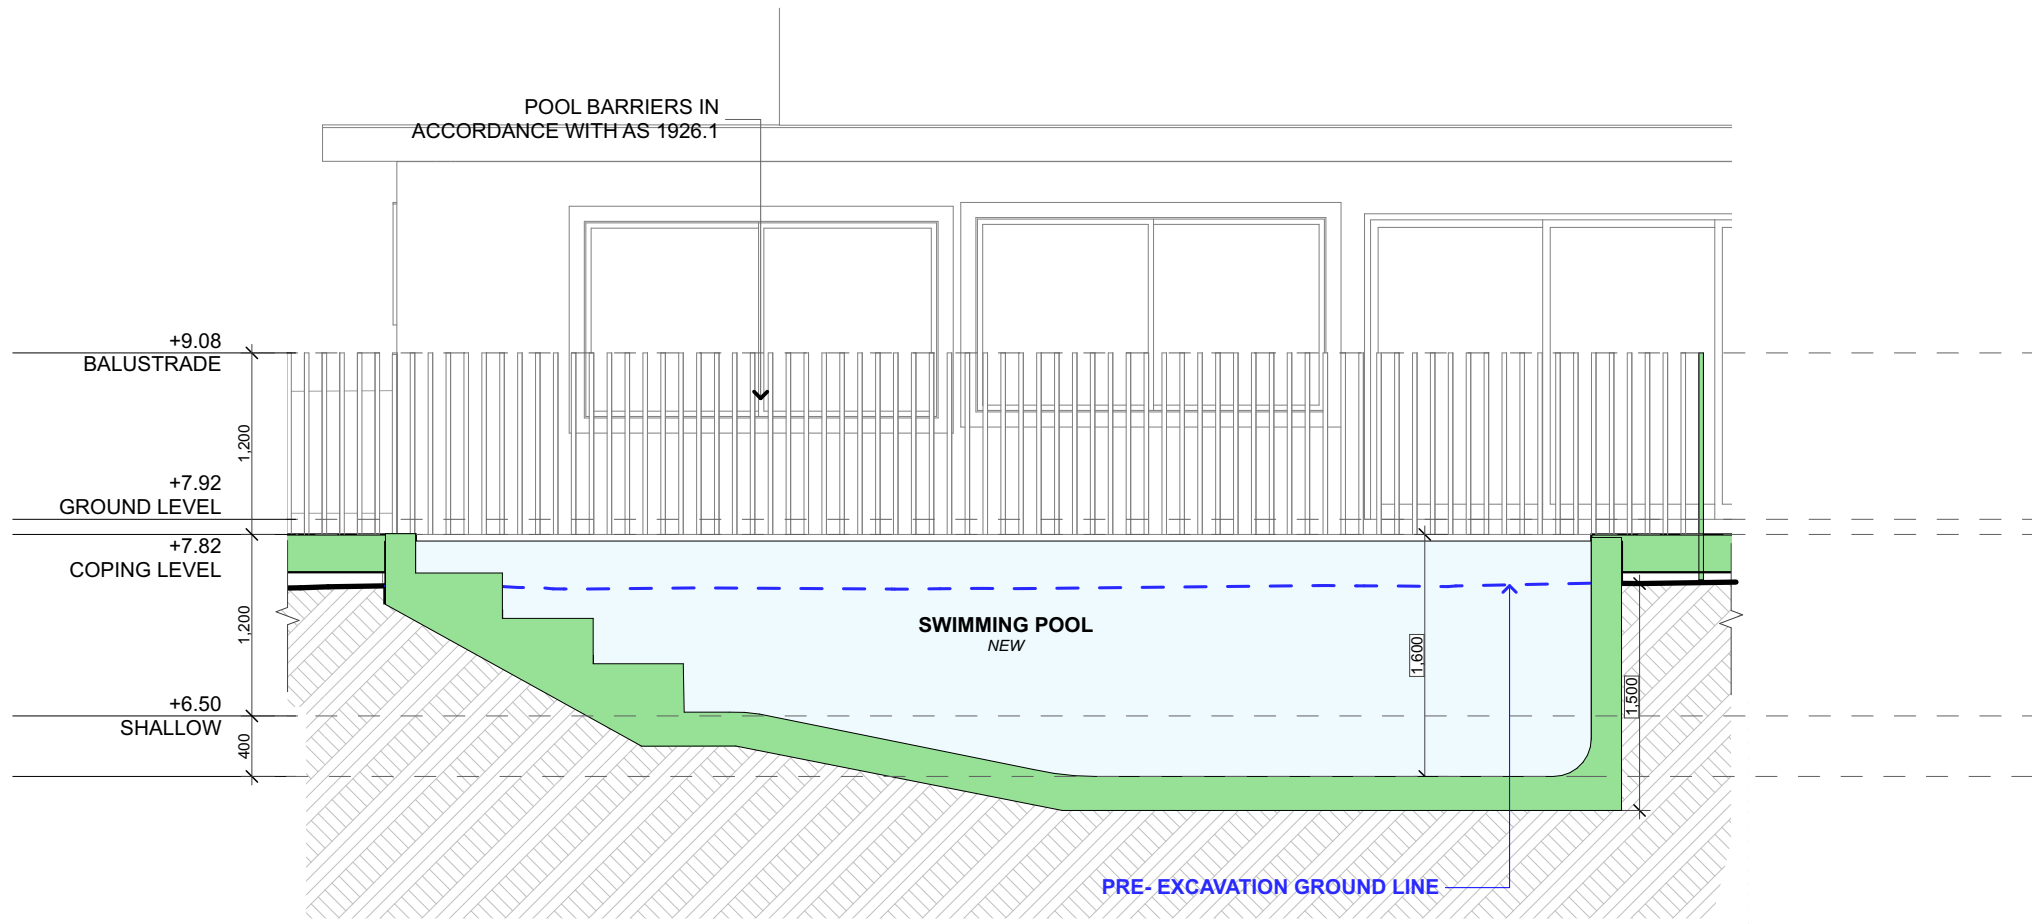 POOL BARRIERS IN
ACCORDANCE WITH AS 1926.1
+9.08
BALUSTRADE
1,200
+7.92
GROUND LEVEL
+7.82
COPING LEVEL
1,200
SWIMMING POOL
NEW
1,600
1,500
+6.50
SHALLOW
400
PRE- EXCAVATION GROUND LINE